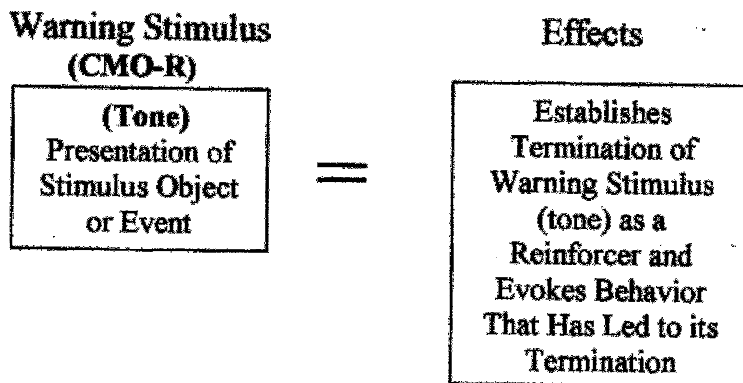 Warning Stimulus
(CMO-R)
(Tone)
Presentation of
Stimulus Object
or Event
=
Effects
Establishes
Termination of
Warning Stimulus
(tone) as a
Reinforcer and
Evokes Behavior
That Has Led to its
Termination